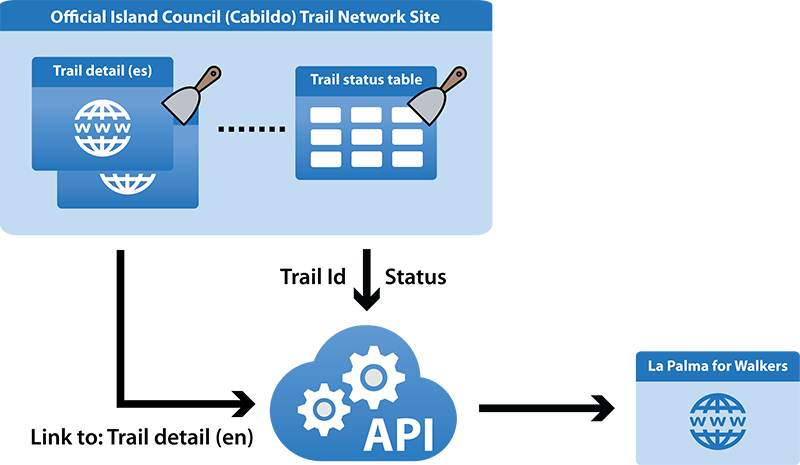 Official Island Council (Cabildo) Trail Network Site
Trail detail (es)
WWW
Trail status table
Trail Id
Status
Link to: Trail detail (en)
API
La Palma for Walkers
WWW